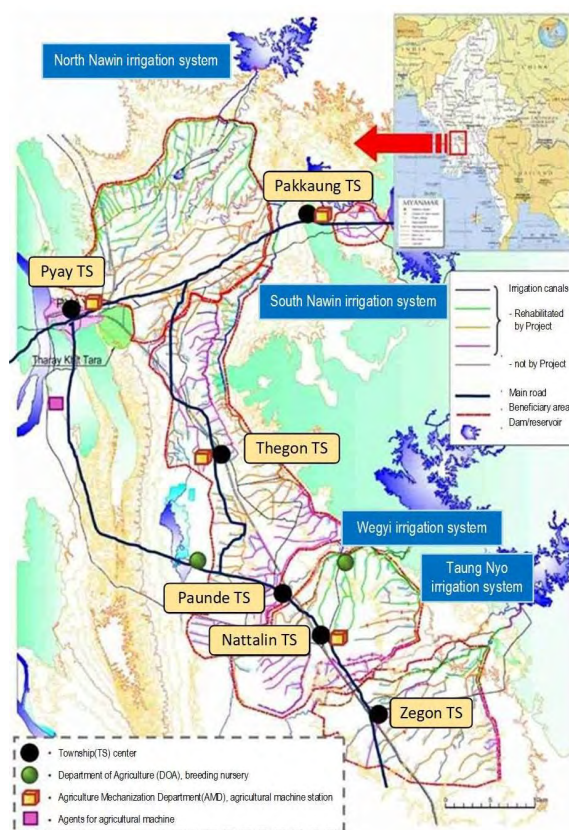 North Nawin irrigation system
MYANMAR
Pakkaung TS
Pyay TS
South Nawin irrigation system
Irrigation canals
- Rehabilitated
by Project
- not by Project
Main road
Beneficiary area
Dam/reservoir
Thegon TS
Wegyi irrigation system
Taung Nyo
irrigation system
Paunde TS
Nattalin TS
Zegon TS
• Township(TS) center
• Department of Agriculture (DOA), breeding nursery
• Agriculture Mechanization Department(AMD), agricultural machine station
• Agents for agricultural machine